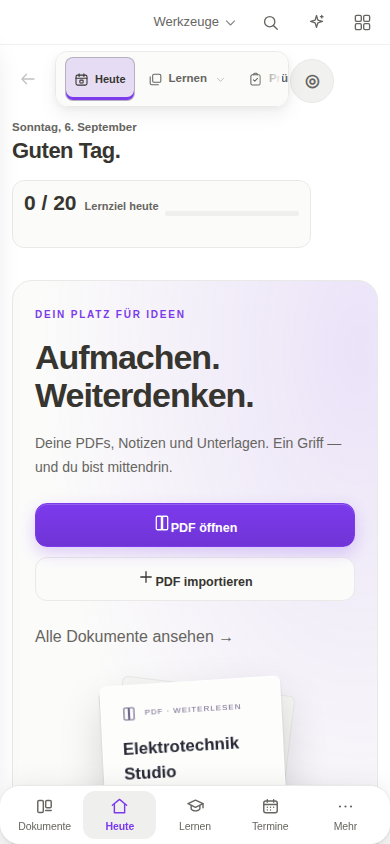 Werkzeuge
Heute
Lernen
Sonntag, 6. September
Guten Tag.
0 / 20 Lernziel heute
DEIN PLATZ FÜR IDEEN
Aufmachen.
Weiterdenken.
Deine PDFs, Notizen und Unterlagen. Ein Griff —
und du bist mittendrin.
PDF öffnen
PDF importieren
Alle Dokumente ansehen →
PDF · WEITERLESEN
Elektrotechnik
Studio
Dokumente
Heute
Lernen
Termine
Mehr